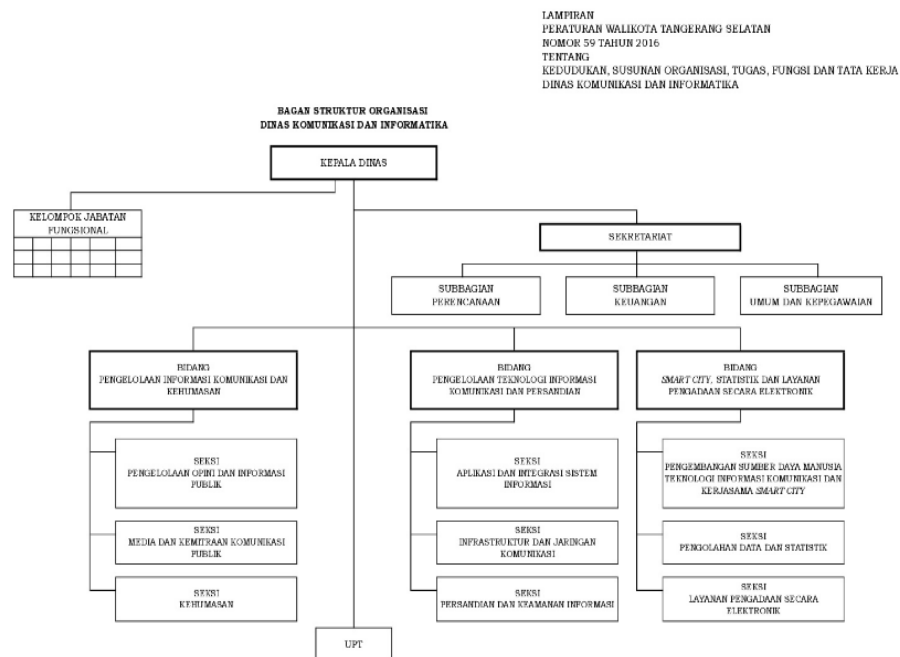 LAMPIRAN
PERATURAN WALIKOTA TANGERANG SELATAN
NOMOR 59 TAHUN 2016
TENTANG
KEDUDUKAN, SUSUNAN ORGANISASI, TUGAS, FUNGSI DAN TATA KERJA
DINAS KOMUNIKASI DAN INFORMATIKA
BAGAN STRUKTUR ORGANISASI
DINAS KOMUNIKASI DAN INFORMATIKA
KEPALA DINAS
KELOMPOK JABATAN
FUNGSIONAL
SEKRETARIAT
SUBBAGIAN
PERENCANAAN
SUBBAGIAN
KEUANGAN
SUBBAGIAN
UMUM DAN KEPEGAWAIAN
BIDANG
PENGELOLAAN INFORMASI KOMUNIKASI DAN
KEHUMASAN
BIDANG
PENGELOLAAN TEKNOLOGI INFORMASI
KOMUNIKASI DAN PERSANDIAN
BIDANG
SMART CITY, STATISTIK DAN LAYANAN
PENGADAAN SECARA ELEKTRONIK
SEKSI
PENGELOLAAN OPINI DAN INFORMASI
PUBLIK
SEKSI
APLIKASI DAN INTEGRASI SISTEM
INFORMASI
SEKSI
PENGEMBANGAN SUMBER DAYA MANUSIA
TEKNOLOGI INFORMASI KOMUNIKASI DAN
KERJASAMA SMART CITY
SEKSI
MEDIA DAN KEMITRAAN KOMUNIKASI
PUBLIK
SEKSI
INFRASTRUKTUR DAN JARINGAN
KOMUNIKASI
SEKSI
PENGOLAHAN DATA DAN STATISTIK
SEKSI
KEHUMASAN
SEKSI
PERSANDIAN DAN KEAMANAN INFORMASI
SEKSI
LAYANAN PENGADAAN SECARA
ELEKTRONIK
UPT